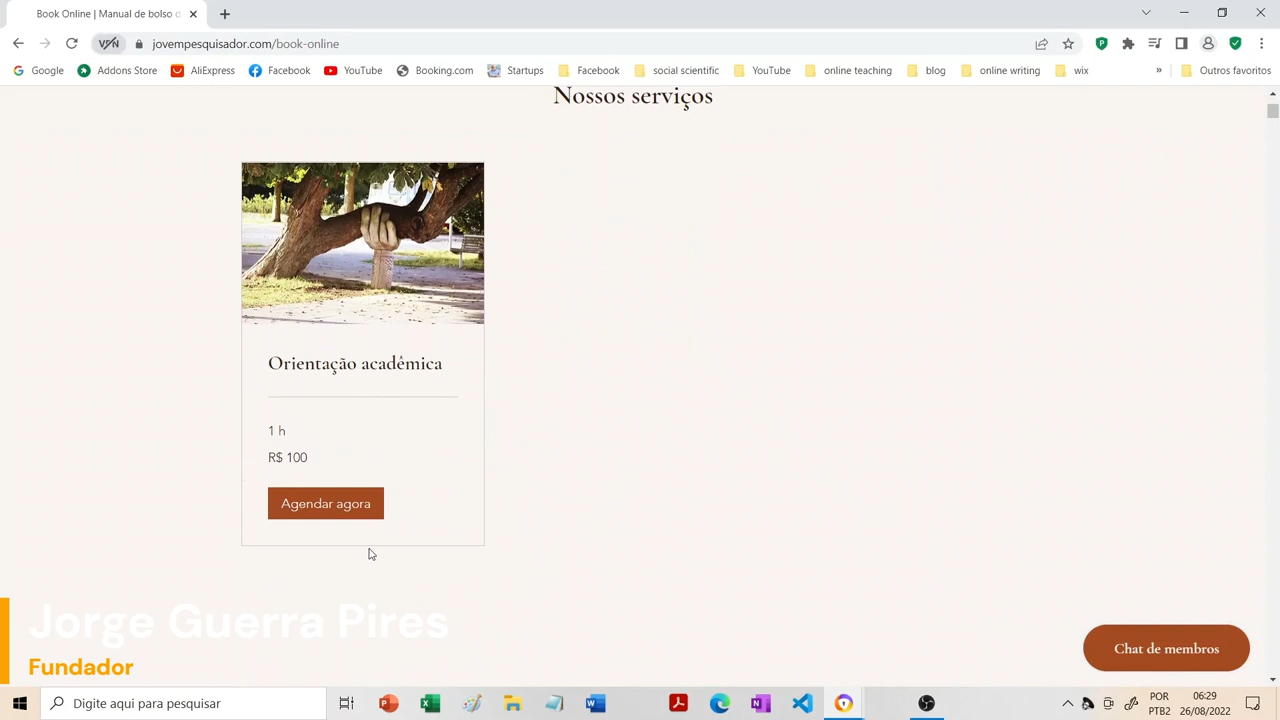 Book Online | Manual de bolso d
VPN
jovempesquisador.com/book-online
Google
Addons Store
AliExpress
Facebook
YouTube
Booking.com
Startups
Facebook
social scientific
YouTube
online teaching
blog
online writing
wix
»
Outros favoritos
Nossos serviços
Orientação acadêmica
1 h
R$ 100
Agendar agora
Jorge Guerra Pires
Fundador
Chat de membros
Digite aqui para pesquisar
POR
PTB2
06:29
26/08/2022